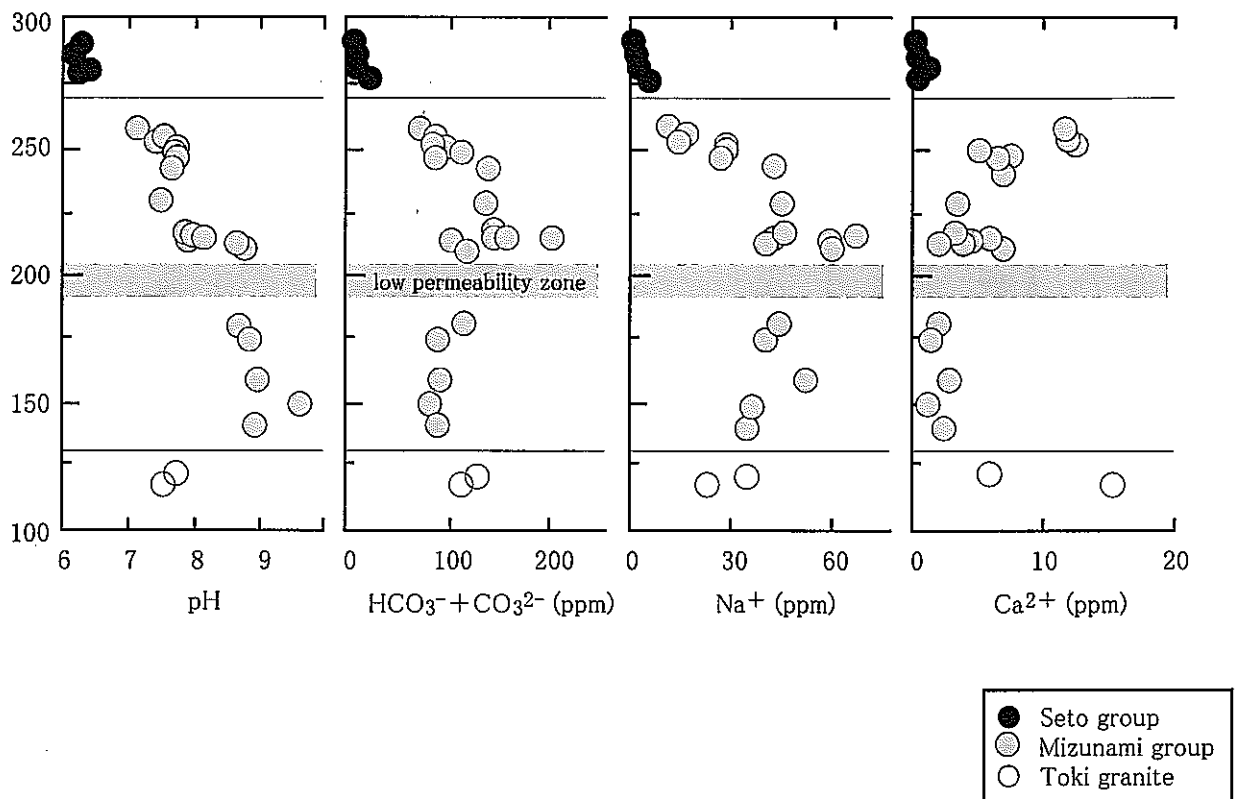 300
250
200
150
100
low permeability zone
6 7 8 9
0 100 200
0 30 60
0 10 20
pH
HCO₃⁻＋CO₃²⁻ (ppm)
Na⁺ (ppm)
Ca²⁺ (ppm)
Seto group
Mizunami group
Toki granite